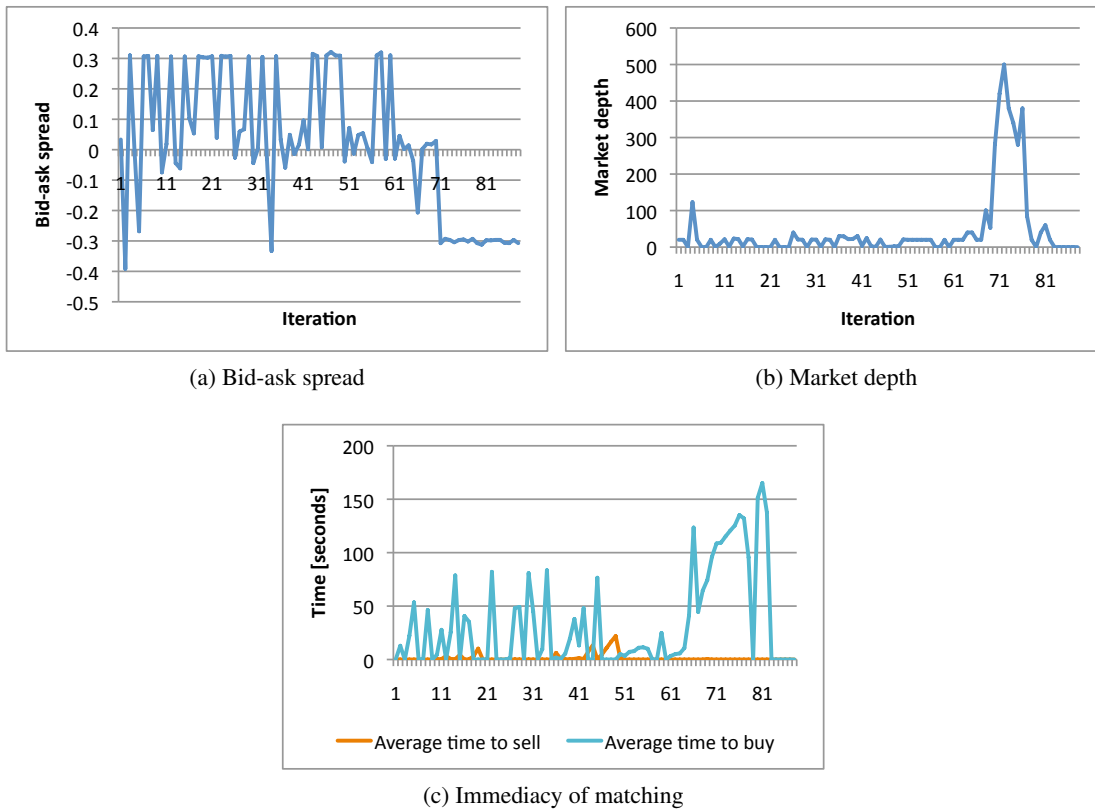 0.4
0.3
0.2
0.1
0
-0.1
-0.2
-0.3
-0.4
-0.5
Bid-ask spread
1 11 21 31 41 51 61 71 81
Iteration
(a) Bid-ask spread
600
500
400
300
200
100
0
Market depth
1 11 21 31 41 51 61 71 81
Iteration
(b) Market depth
200
150
100
50
0
Time [seconds]
1 11 21 31 41 51 61 71 81
Average time to sell Average time to buy
(c) Immediacy of matching